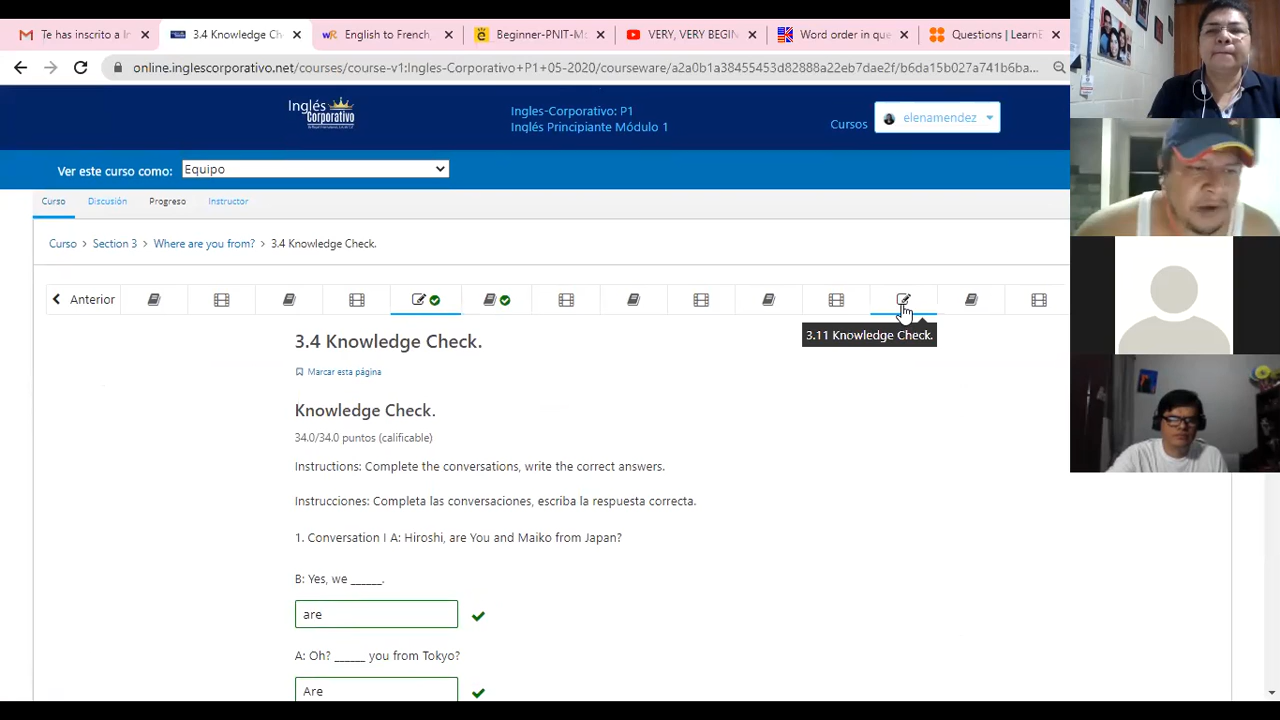 Te has inscrito a I
3.4 Knowledge Ch
English to French,
Beginner-PNIT-M
VERY, VERY BEGIN
Word order in que
Questions | LearnE
online.inglescorporativo.net/courses/course-v1:Ingles-Corporativo+P1+05-2020/courseware/a2a0b1a38455453d82888a22eb7dae2f/b6da15b027a741b6ba...
Inglés
Corporativo
Ingles-Corporativo: P1
Inglés Principiante Módulo 1
Cursos
elenamendez
Ver este curso como:
Equipo
Curso
Discusión
Progreso
Instructor
Curso > Section 3 > Where are you from? > 3.4 Knowledge Check.
Anterior
3.11 Knowledge Check.
3.4 Knowledge Check.
Marcar esta página
Knowledge Check.
34.0/34.0 puntos (calificable)
Instructions: Complete the conversations, write the correct answers.
Instrucciones: Completa las conversaciones, escriba la respuesta correcta.
1. Conversation I A: Hiroshi, are You and Maiko from Japan?
B: Yes, we ______.
are
A: Oh? ______ you from Tokyo?
Are